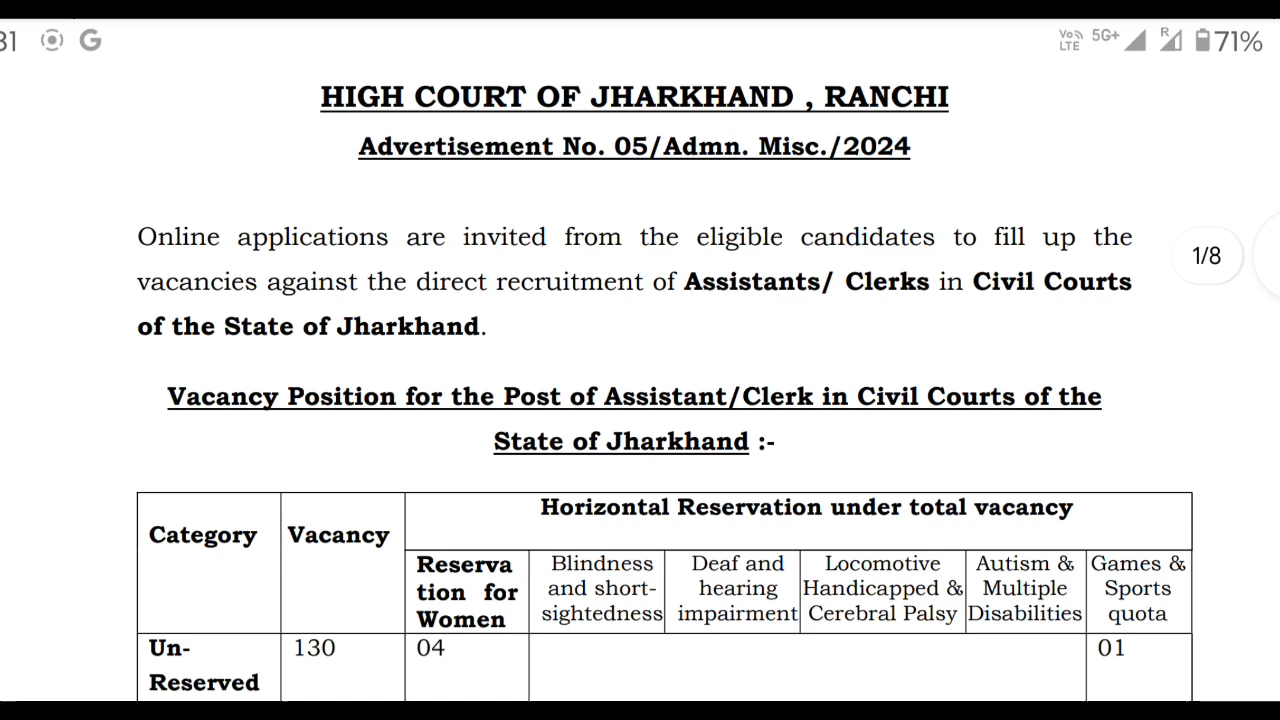 31 G Vo LTE 5G+ R 71%
HIGH COURT OF JHARKHAND , RANCHI
Advertisement No. 05/Admn. Misc./2024
Online applications are invited from the eligible candidates to fill up the
vacancies against the direct recruitment of Assistants/ Clerks in Civil Courts
of the State of Jharkhand.
1/8
Vacancy Position for the Post of Assistant/Clerk in Civil Courts of the
State of Jharkhand :-
Category Vacancy Horizontal Reservation under total vacancy
Reserva Blindness Deaf and Locomotive Autism & Games &
tion for and short- hearing Handicapped & Multiple Sports
Women sightedness impairment Cerebral Palsy Disabilities quota
Un- 130 04 01
Reserved